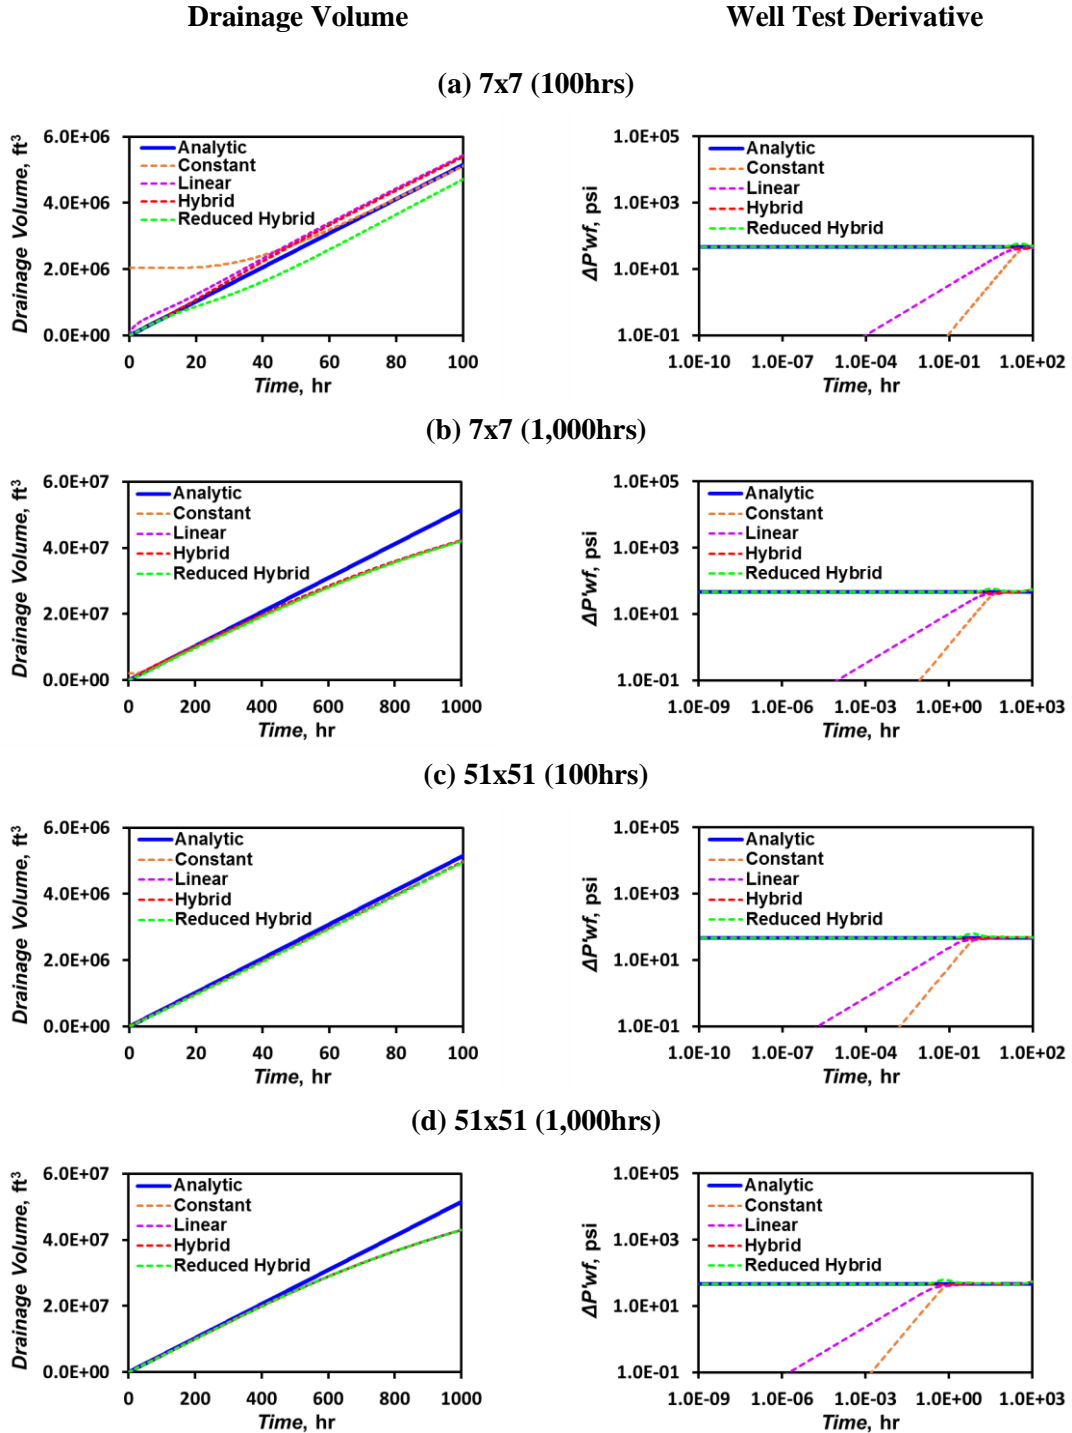 Drainage Volume
Well Test Derivative
(a) 7x7 (100hrs)
Drainage Volume, ft³
6.0E+06
4.0E+06
2.0E+06
0.0E+00
Analytic
Constant
Linear
Hybrid
Reduced Hybrid
0 20 40 60 80 100
Time, hr
ΔP'wf, psi
1.0E+05
1.0E+03
1.0E+01
1.0E-01
Analytic
Constant
Linear
Hybrid
Reduced Hybrid
1.0E-10 1.0E-07 1.0E-04 1.0E-01 1.0E+02
Time, hr
(b) 7x7 (1,000hrs)
Drainage Volume, ft³
6.0E+07
4.0E+07
2.0E+07
0.0E+00
Analytic
Constant
Linear
Hybrid
Reduced Hybrid
0 200 400 600 800 1000
Time, hr
ΔP'wf, psi
1.0E+05
1.0E+03
1.0E+01
1.0E-01
Analytic
Constant
Linear
Hybrid
Reduced Hybrid
1.0E-09 1.0E-06 1.0E-03 1.0E+00 1.0E+03
Time, hr
(c) 51x51 (100hrs)
Drainage Volume, ft³
6.0E+06
4.0E+06
2.0E+06
0.0E+00
Analytic
Constant
Linear
Hybrid
Reduced Hybrid
0 20 40 60 80 100
Time, hr
ΔP'wf, psi
1.0E+05
1.0E+03
1.0E+01
1.0E-01
Analytic
Constant
Linear
Hybrid
Reduced Hybrid
1.0E-10 1.0E-07 1.0E-04 1.0E-01 1.0E+02
Time, hr
(d) 51x51 (1,000hrs)
Drainage Volume, ft³
6.0E+07
4.0E+07
2.0E+07
0.0E+00
Analytic
Constant
Linear
Hybrid
Reduced Hybrid
0 200 400 600 800 1000
Time, hr
ΔP'wf, psi
1.0E+05
1.0E+03
1.0E+01
1.0E-01
Analytic
Constant
Linear
Hybrid
Reduced Hybrid
1.0E-09 1.0E-06 1.0E-03 1.0E+00 1.0E+03
Time, hr